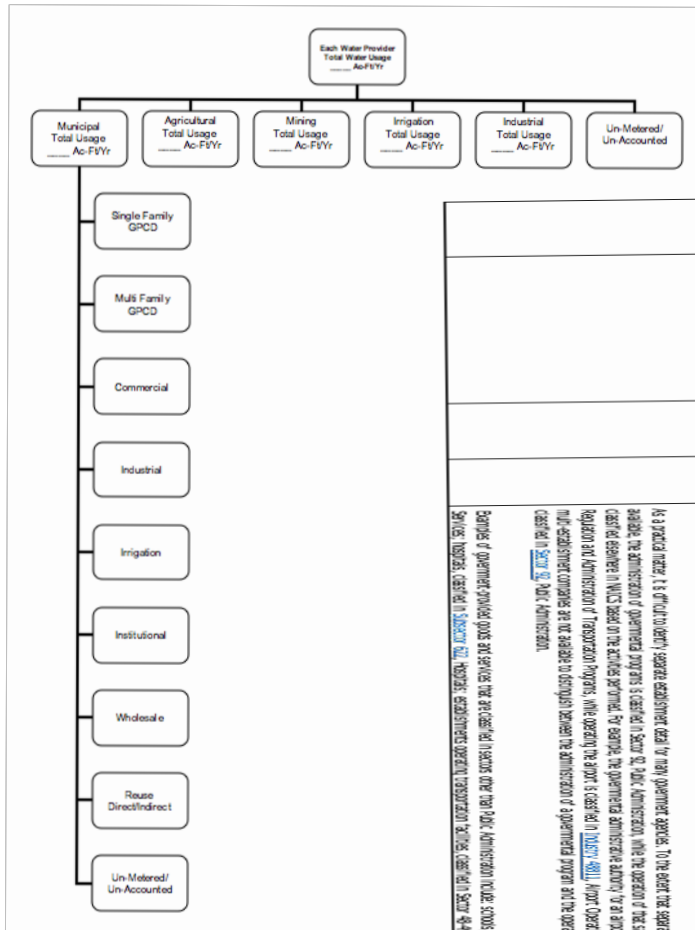 Each Water Provider
Total Water Usage
____ Ac-Ft/Yr
Municipal
Total Usage
____ Ac-Ft/Yr
Agricultural
Total Usage
____ Ac-Ft/Yr
Mining
Total Usage
____ Ac-Ft/Yr
Irrigation
Total Usage
____ Ac-Ft/Yr
Industrial
Total Usage
____ Ac-Ft/Yr
Un-Metered/
Un-Accounted
Single Family
GPCD
Multi Family
GPCD
Commercial
Industrial
Irrigation
Institutional
Wholesale
Reuse
Direct/Indirect
Un-Metered/
Un-Accounted
As a practical matter, it is difficult to identify separate establishment detail for many government agencies. To the extent that separa
available, the administration of governmental programs is classified in Sector 92, Public Administration, while the operation of that
classified elsewhere in NAICS based on the activities performed. For example, the governmental administrative authority for an airpo
Regulation and Administration of Transportation Programs, while operating the airport is classified in Industry 48811, Airport Operat
multi-establishment companies are not available to distinguish between the administration of a governmental program and the opera
classified in Sector 92, Public Administration.
Examples of government-provided goods and services that are classified in sectors other than Public Administration include: schools
Services; hospitals, classified in Subsector 622, Hospitals; establishments operating transportation facilities, classified in Sector 48-4